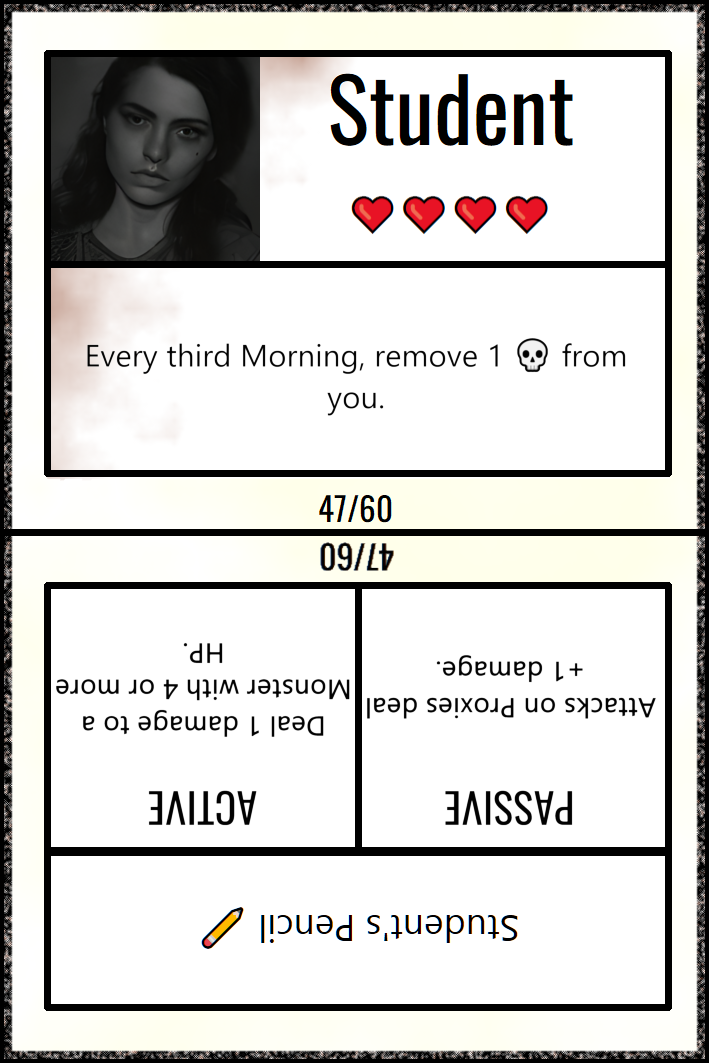 Student
❤❤❤❤
Every third Morning, remove 1 💀 from
you.
47/60
47/60
Student's Pencil ✏️
PASSIVE
Attacks on Proxies deal
+1 damage.
ACTIVE
Deal 1 damage to a
Monster with 4 or more
HP.